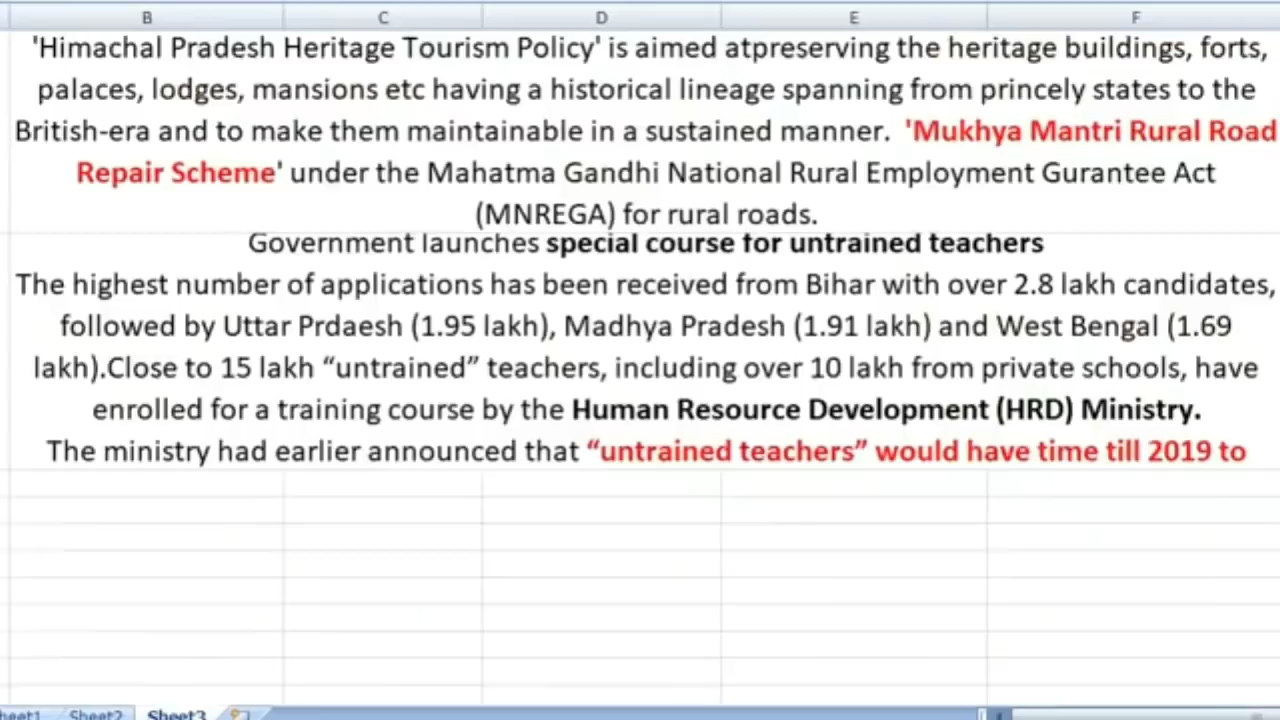 B C D E F
'Himachal Pradesh Heritage Tourism Policy' is aimed atpreserving the heritage buildings, forts,
palaces, lodges, mansions etc having a historical lineage spanning from princely states to the
British-era and to make them maintainable in a sustained manner. 'Mukhya Mantri Rural Road
Repair Scheme' under the Mahatma Gandhi National Rural Employment Gurantee Act
(MNREGA) for rural roads.
Government launches special course for untrained teachers
The highest number of applications has been received from Bihar with over 2.8 lakh candidates,
followed by Uttar Prdaesh (1.95 lakh), Madhya Pradesh (1.91 lakh) and West Bengal (1.69
lakh).Close to 15 lakh “untrained” teachers, including over 10 lakh from private schools, have
enrolled for a training course by the Human Resource Development (HRD) Ministry.
The ministry had earlier announced that “untrained teachers” would have time till 2019 to
heet1 Sheet2 Sheet3